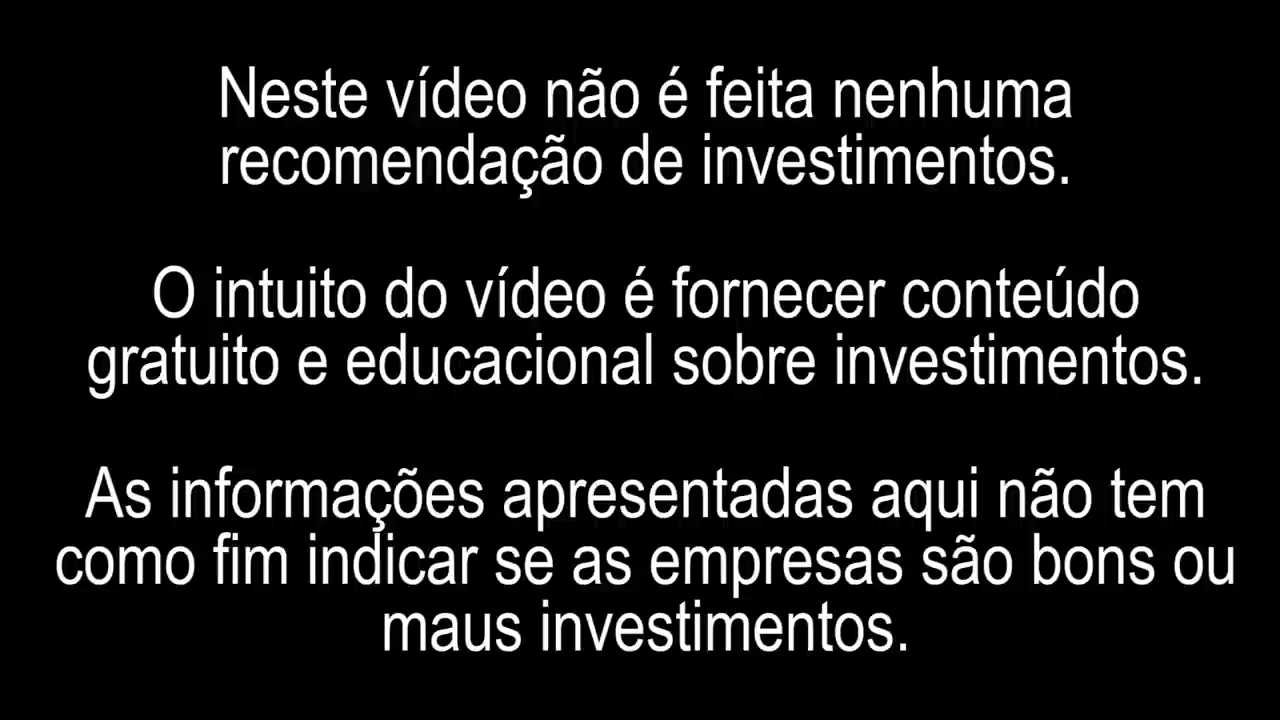 Neste vídeo não é feita nenhuma
recomendação de investimentos.
O intuito do vídeo é fornecer conteúdo
gratuito e educacional sobre investimentos.
As informações apresentadas aqui não tem
como fim indicar se as empresas são bons ou
maus investimentos.